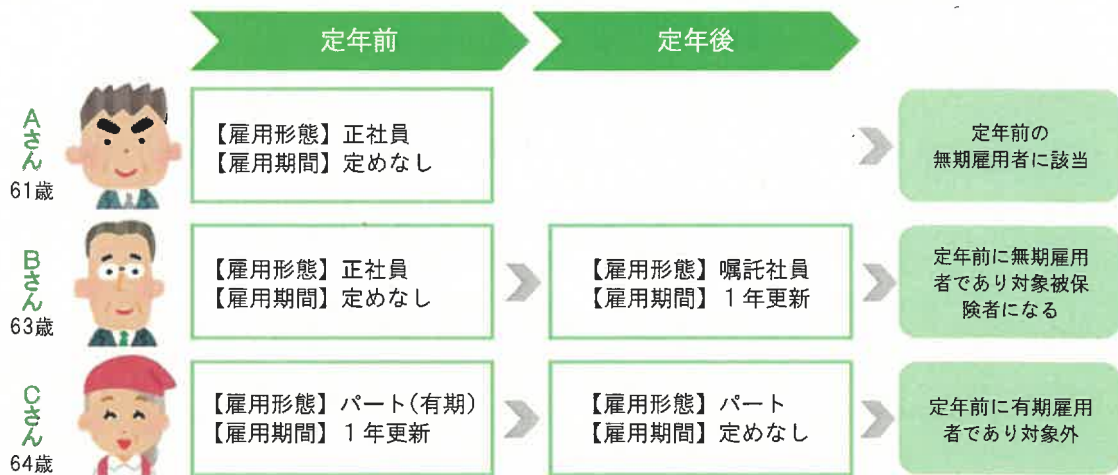 定年前
定年後
Aさん
61歳
【雇用形態】正社員
【雇用期間】定めなし
定年前の
無期雇用者に該当
Bさん
63歳
【雇用形態】正社員
【雇用期間】定めなし
【雇用形態】嘱託社員
【雇用期間】1年更新
定年前に無期雇用
者であり対象被保
険者になる
Cさん
64歳
【雇用形態】パート(有期)
【雇用期間】1年更新
【雇用形態】パート
【雇用期間】定めなし
定年前に有期雇用
者であり対象外